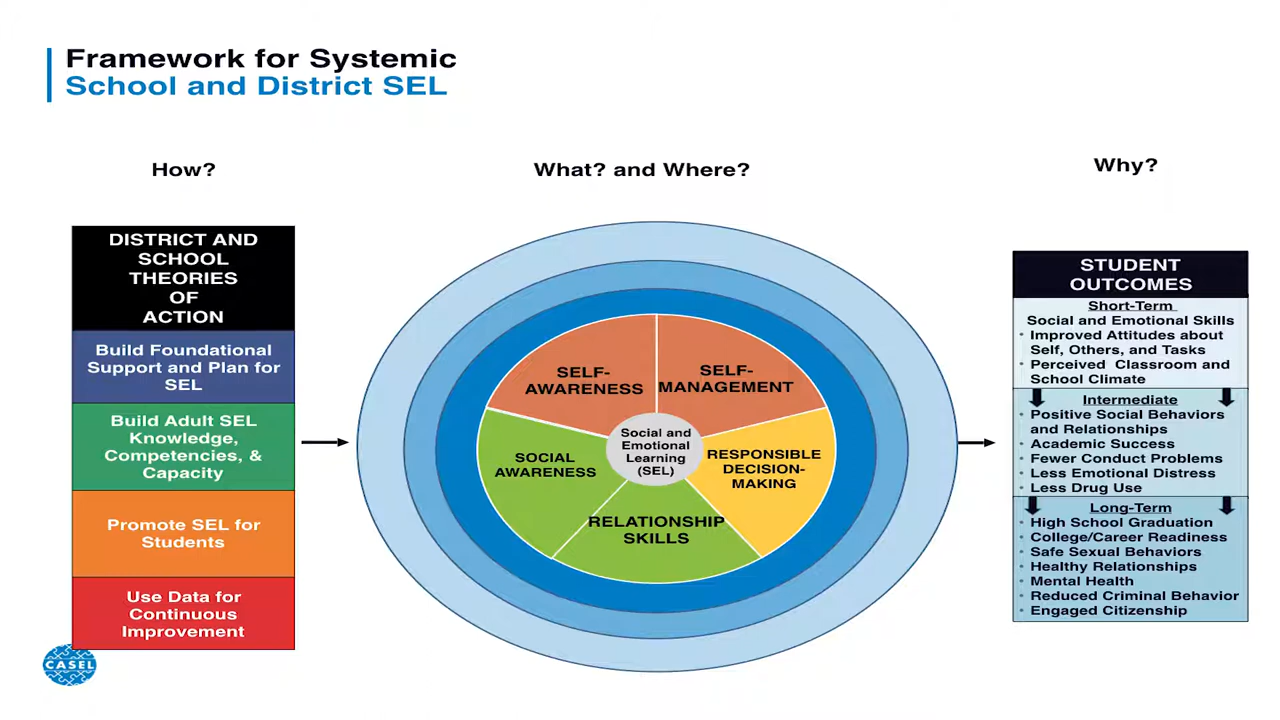 Framework for Systemic
School and District SEL
How?
What? and Where?
Why?
DISTRICT AND
SCHOOL
THEORIES
OF
ACTION
Build Foundational
Support and Plan for
SEL
Build Adult SEL
Knowledge,
Competencies, &
Capacity
Promote SEL for
Students
Use Data for
Continuous
Improvement
CASEL
SELF-
AWARENESS
SELF-
MANAGEMENT
SOCIAL
AWARENESS
Social and
Emotional
Learning
(SEL)
RESPONSIBLE
DECISION-
MAKING
RELATIONSHIP
SKILLS
STUDENT
OUTCOMES
Short-Term
Social and Emotional Skills
• Improved Attitudes about
Self, Others, and Tasks
• Perceived Classroom and
School Climate
Intermediate
• Positive Social Behaviors
and Relationships
• Academic Success
• Fewer Conduct Problems
• Less Emotional Distress
• Less Drug Use
Long-Term
• High School Graduation
• College/Career Readiness
• Safe Sexual Behaviors
• Healthy Relationships
• Mental Health
• Reduced Criminal Behavior
• Engaged Citizenship